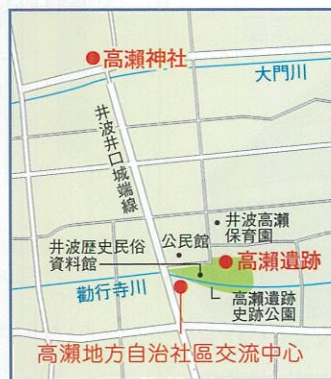 高瀨神社
大門川
井波井口城端線
井波高瀬
保育園
公民館
井波歴史民俗
資料館
高瀬遺跡
勸行寺川
高瀬遺跡
史跡公園
高瀨地方自治社區交流中心